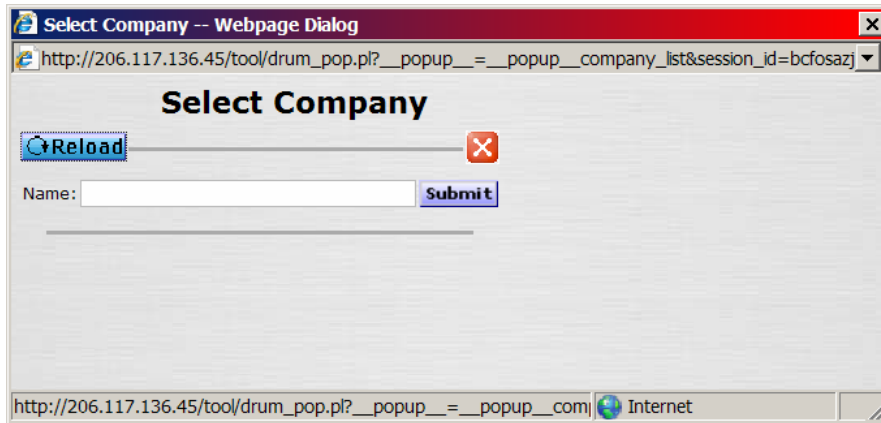 Select Company -- Webpage Dialog
http://206.117.136.45/tool/drum_pop.pl?__popup__=__popup__company_list&session_id=bcfosazj
Select Company
Reload
Name: Submit
http://206.117.136.45/tool/drum_pop.pl?__popup__=__popup__com Internet